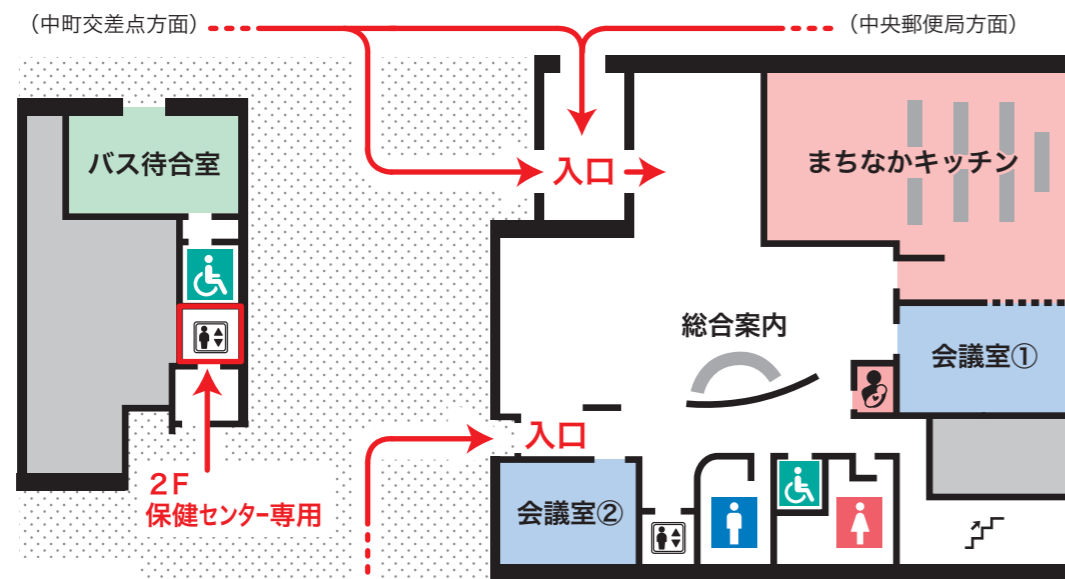 （中町交差点方面）
（中央郵便局方面）
バス待合室
入口
まちなかキッチン
総合案内
会議室①
入口
2F
保健センター専用
会議室②